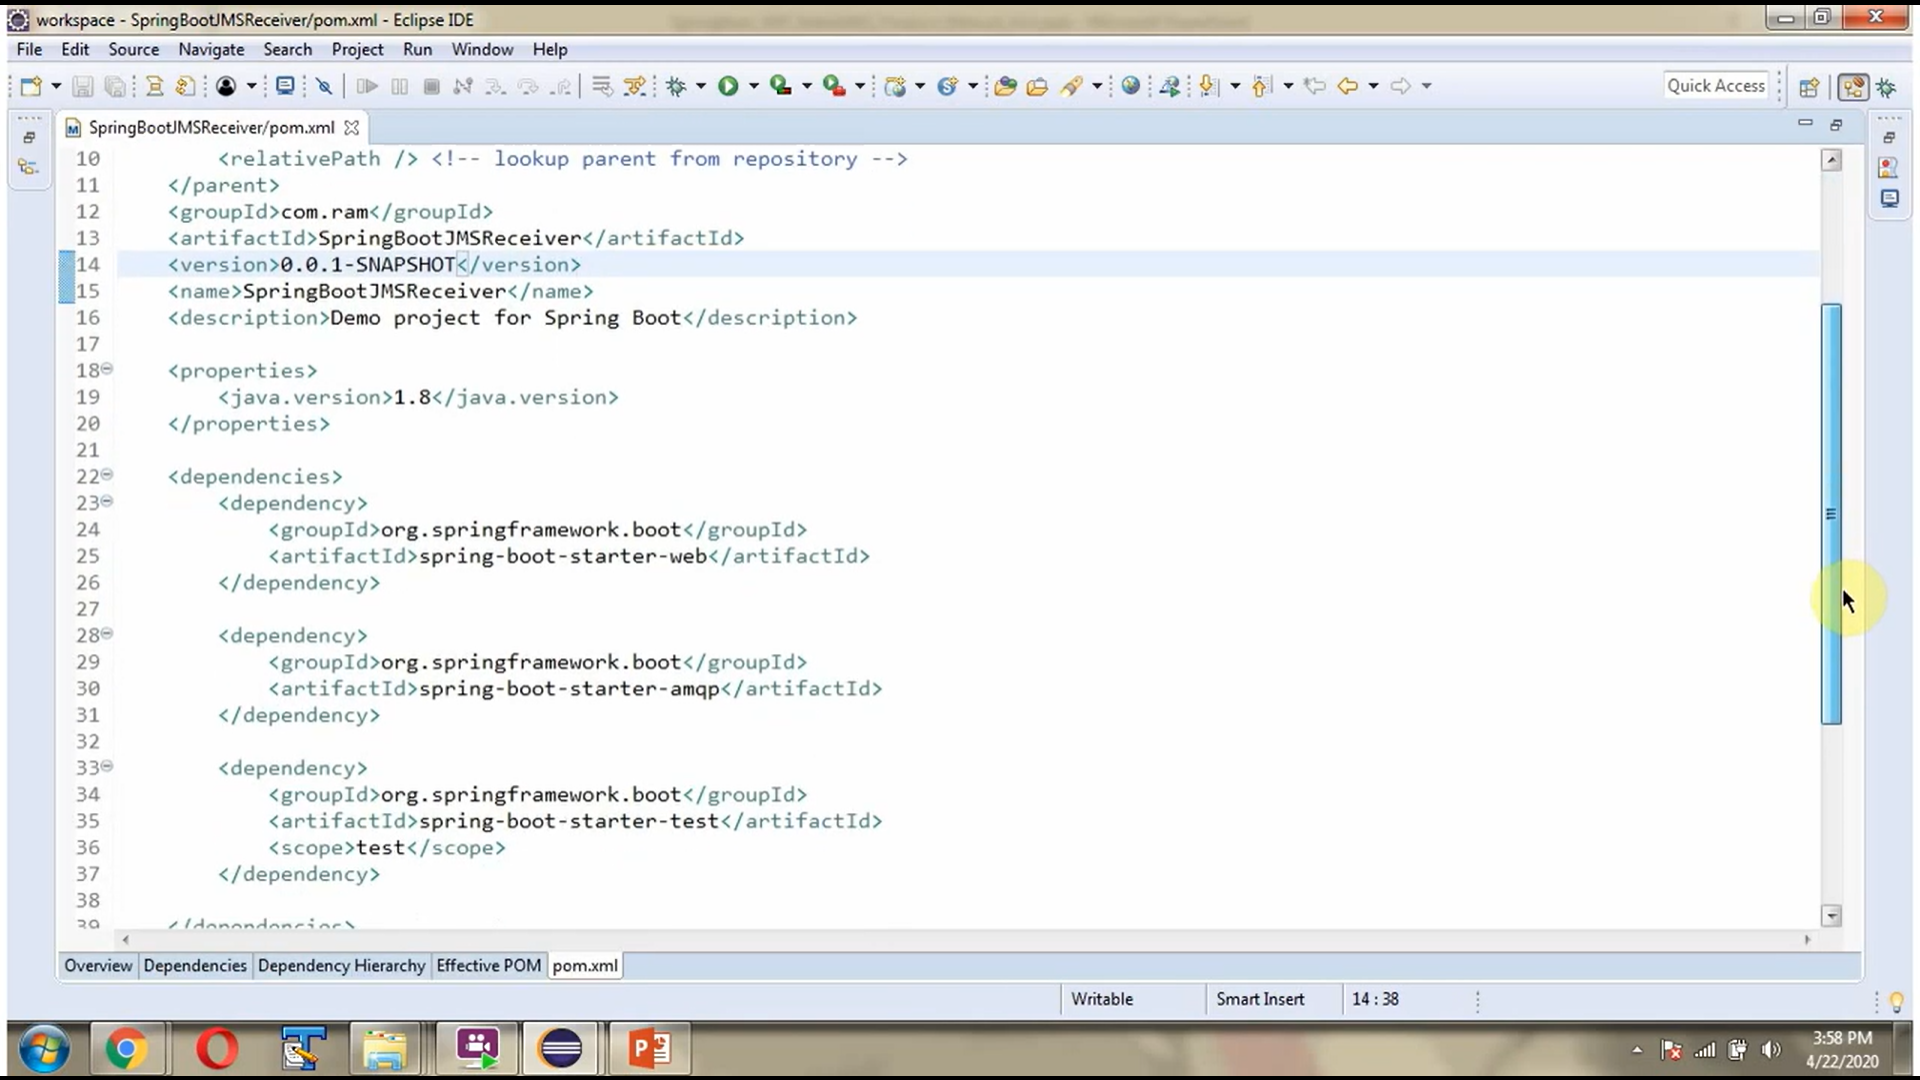 workspace - SpringBootJMSReceiver/pom.xml - Eclipse IDE
File Edit Source Navigate Search Project Run Window Help
Quick Access
SpringBootJMSReceiver/pom.xml
10 <relativePath /> <!-- lookup parent from repository -->
11 </parent>
12 <groupId>com.ram</groupId>
13 <artifactId>SpringBootJMSReceiver</artifactId>
14 <version>0.0.1-SNAPSHOT</version>
15 <name>SpringBootJMSReceiver</name>
16 <description>Demo project for Spring Boot</description>
17
18 <properties>
19 <java.version>1.8</java.version>
20 </properties>
21
22 <dependencies>
23 <dependency>
24 <groupId>org.springframework.boot</groupId>
25 <artifactId>spring-boot-starter-web</artifactId>
26 </dependency>
27
28 <dependency>
29 <groupId>org.springframework.boot</groupId>
30 <artifactId>spring-boot-starter-amqp</artifactId>
31 </dependency>
32
33 <dependency>
34 <groupId>org.springframework.boot</groupId>
35 <artifactId>spring-boot-starter-test</artifactId>
36 <scope>test</scope>
37 </dependency>
38
39 </dependencies>
Overview Dependencies Dependency Hierarchy Effective POM pom.xml
Writable Smart Insert 14 : 38
3:58 PM
4/22/2020